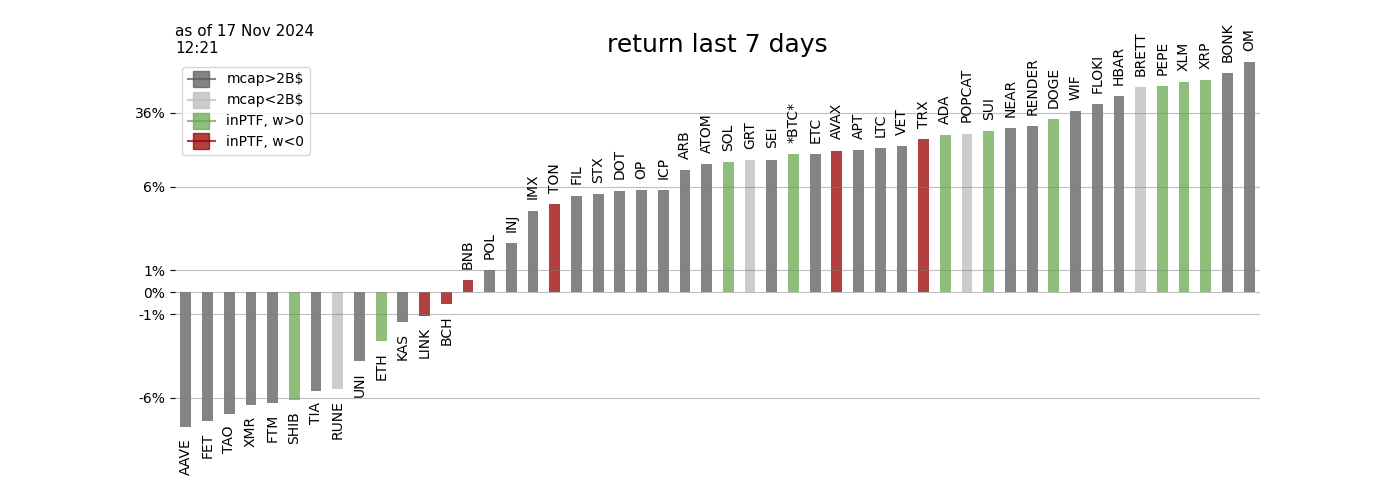 as of 17 Nov 2024
12:21
return last 7 days
mcap>2B$
mcap<2B$
inPTF, w>0
inPTF, w<0
36%
6%
1%
0%
-1%
-6%
AAVE
FET
TAO
XMR
FTM
SHIB
TIA
RUNE
UNI
ETH
KAS
LINK
BCH
BNB
POL
INJ
IMX
TON
FIL
STX
DOT
OP
ICP
ARB
ATOM
SOL
GRT
SEI
*BTC*
ETC
AVAX
APT
LTC
VET
TRX
ADA
POPCAT
SUI
NEAR
RENDER
DOGE
WIF
FLOKI
HBAR
BRETT
PEPE
XLM
XRP
BONK
OM